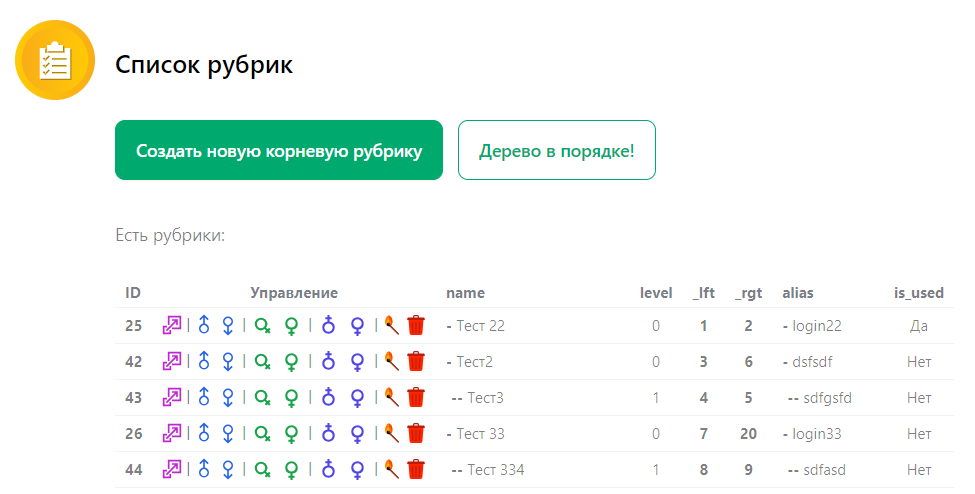 Список рубрик
Создать новую корневую рубрику Дерево в порядке!
Есть рубрики:
ID Управление name level _lft _rgt alias is_used
25 | | | | - Тест 22 0 1 2 - login22 Да
42 | | | | - Тест2 0 3 6 - dsfsdf Нет
43 | | | | -- Тест3 1 4 5 -- sdfgsfd Нет
26 | | | | - Тест 33 0 7 20 - login33 Нет
44 | | | | -- Тест 334 1 8 9 -- sdfasd Нет